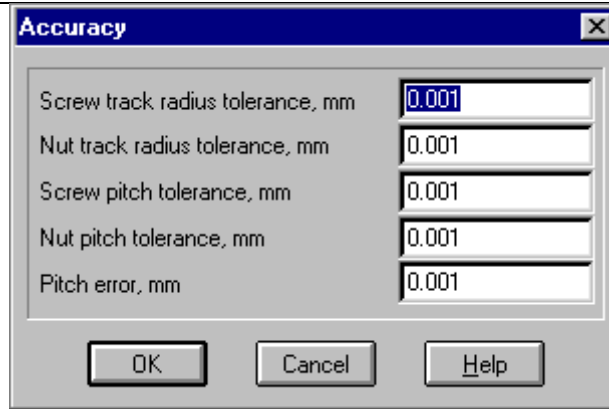 Accuracy
Screw track radius tolerance, mm 0.001
Nut track radius tolerance, mm 0.001
Screw pitch tolerance, mm 0.001
Nut pitch tolerance, mm 0.001
Pitch error, mm 0.001
OK Cancel Help